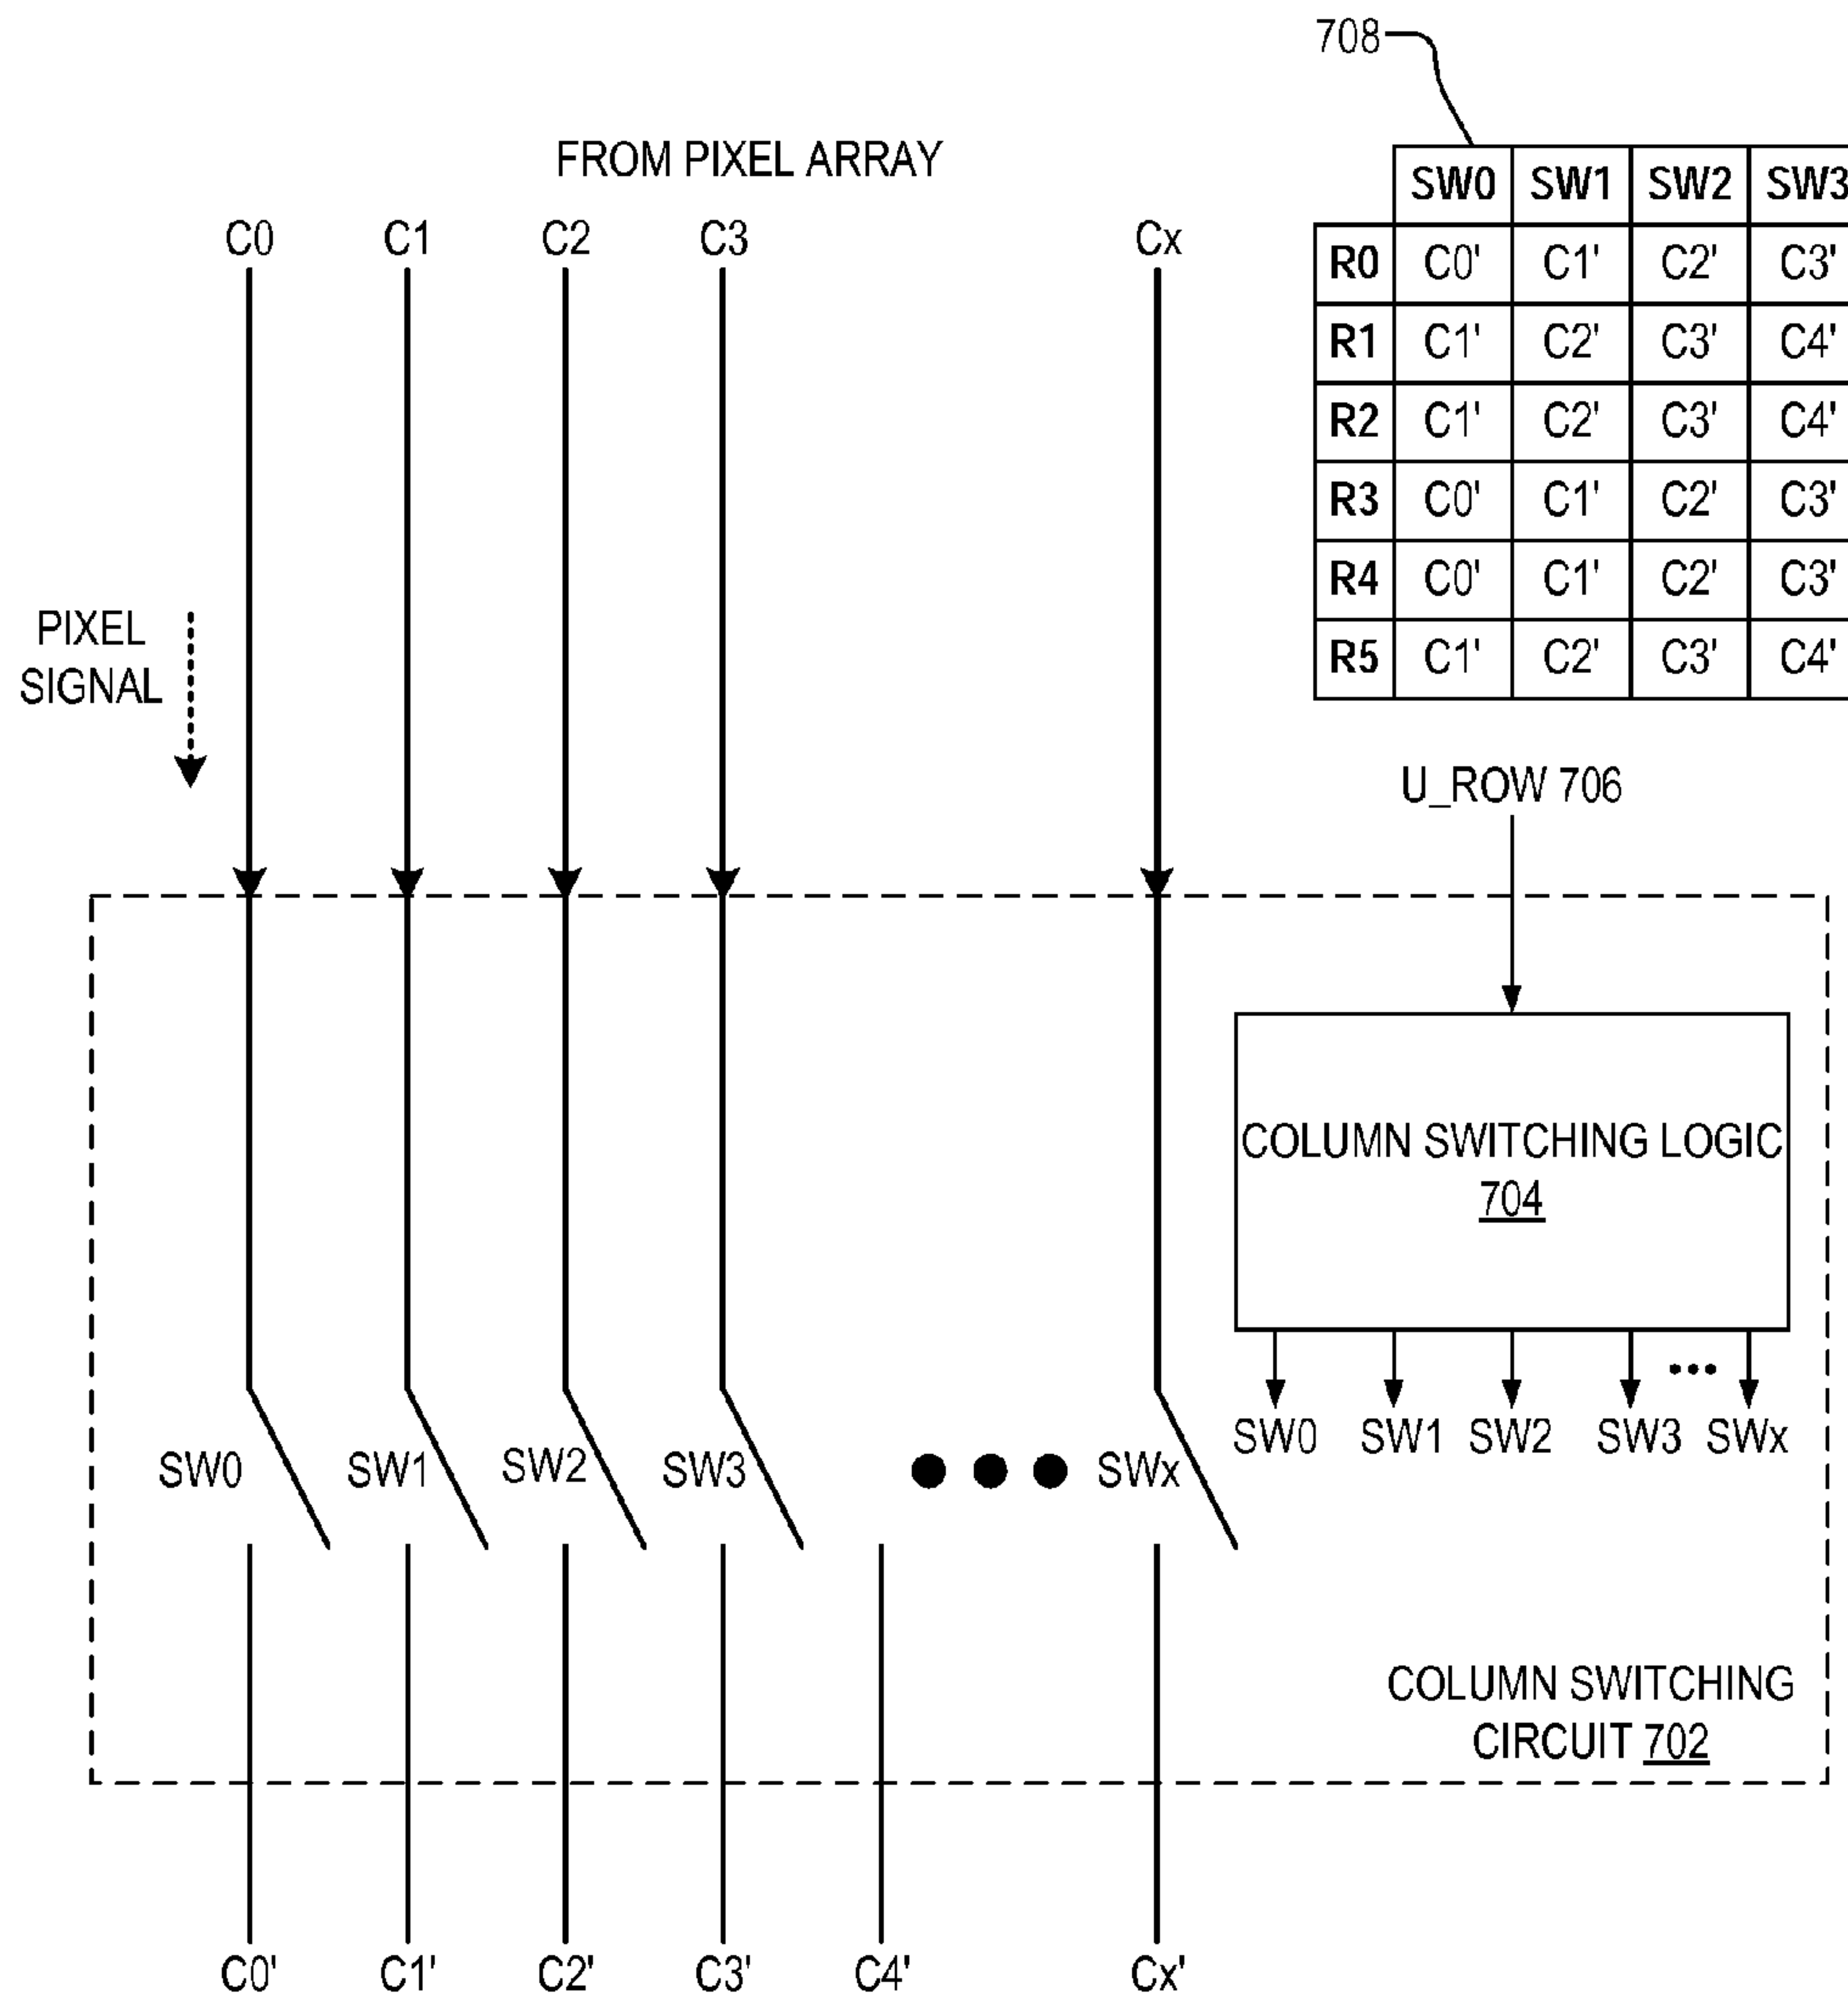 708
FROM PIXEL ARRAY
C0 C1 C2 C3 Cx
SW0 SW1 SW2 SW3
R0 C0' C1' C2' C3'
R1 C1' C2' C3' C4'
R2 C1' C2' C3' C4'
R3 C0' C1' C2' C3'
R4 C0' C1' C2' C3'
R5 C1' C2' C3' C4'
PIXEL
SIGNAL
U_ROW 706
COLUMN SWITCHING LOGIC
704
SW0 SW1 SW2 SW3 SWx
SW0 SW1 SW2 SW3 SWx
COLUMN SWITCHING
CIRCUIT 702
C0' C1' C2' C3' C4' Cx'